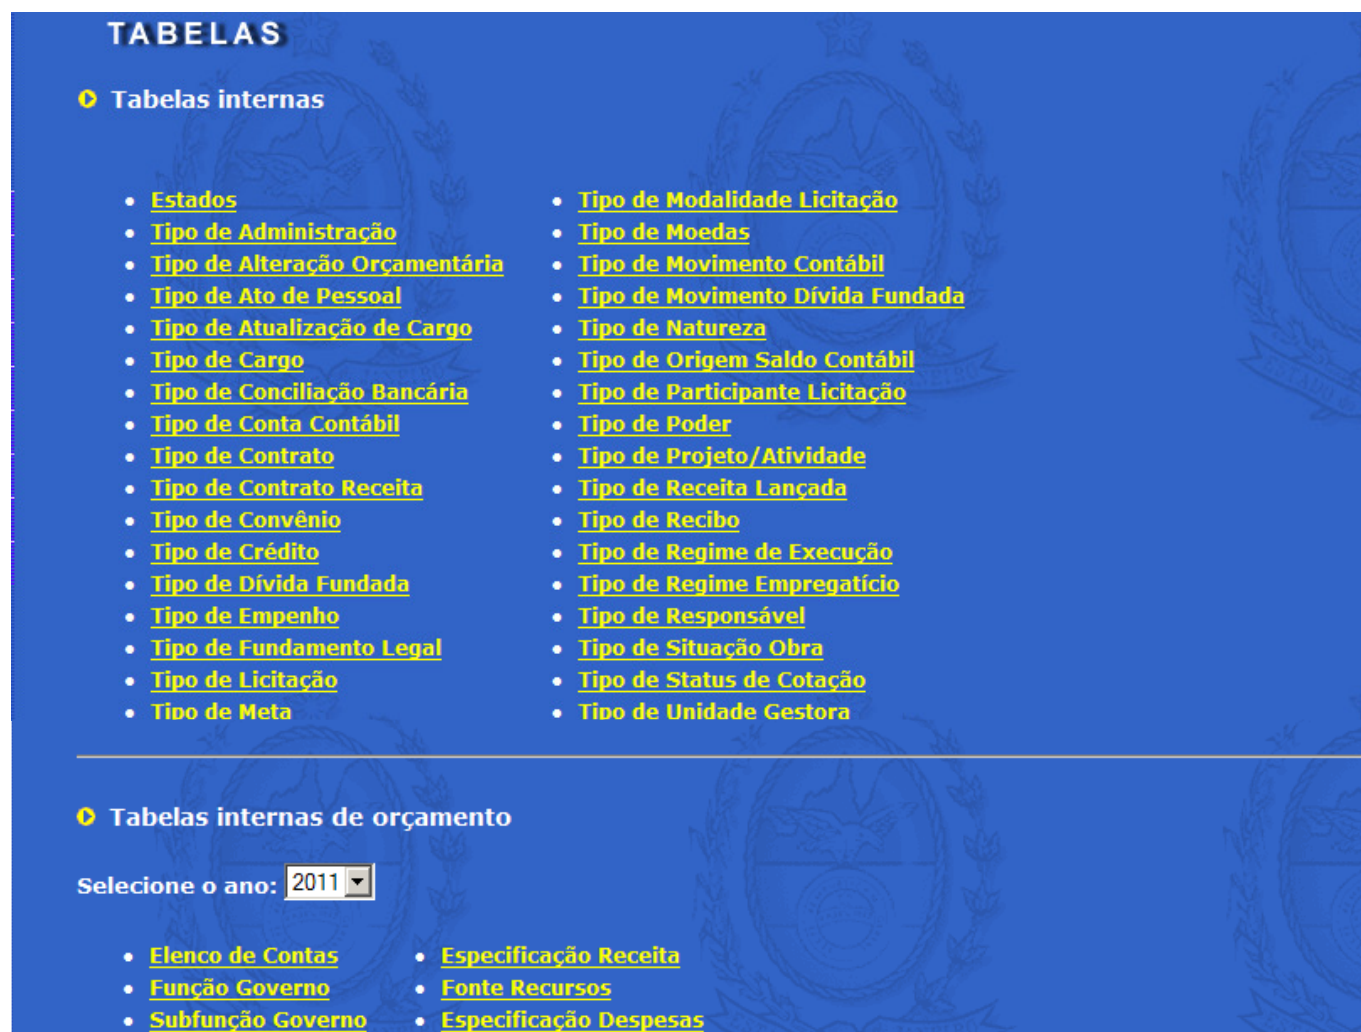 TABELAS
Tabelas internas
Estados
Tipo de Administração
Tipo de Alteração Orçamentária
Tipo de Ato de Pessoal
Tipo de Atualização de Cargo
Tipo de Cargo
Tipo de Conciliação Bancária
Tipo de Conta Contábil
Tipo de Contrato
Tipo de Contrato Receita
Tipo de Convênio
Tipo de Crédito
Tipo de Dívida Fundada
Tipo de Empenho
Tipo de Fundamento Legal
Tipo de Licitação
Tipo de Meta
Tipo de Modalidade Licitação
Tipo de Moedas
Tipo de Movimento Contábil
Tipo de Movimento Dívida Fundada
Tipo de Natureza
Tipo de Origem Saldo Contábil
Tipo de Participante Licitação
Tipo de Poder
Tipo de Projeto/Atividade
Tipo de Receita Lançada
Tipo de Recibo
Tipo de Regime de Execução
Tipo de Regime Empregatício
Tipo de Responsável
Tipo de Situação Obra
Tipo de Status de Cotação
Tipo de Unidade Gestora
Tabelas internas de orçamento
Selecione o ano: 2011
Elenco de Contas
Função Governo
Subfunção Governo
Especificação Receita
Fonte Recursos
Especificação Despesas